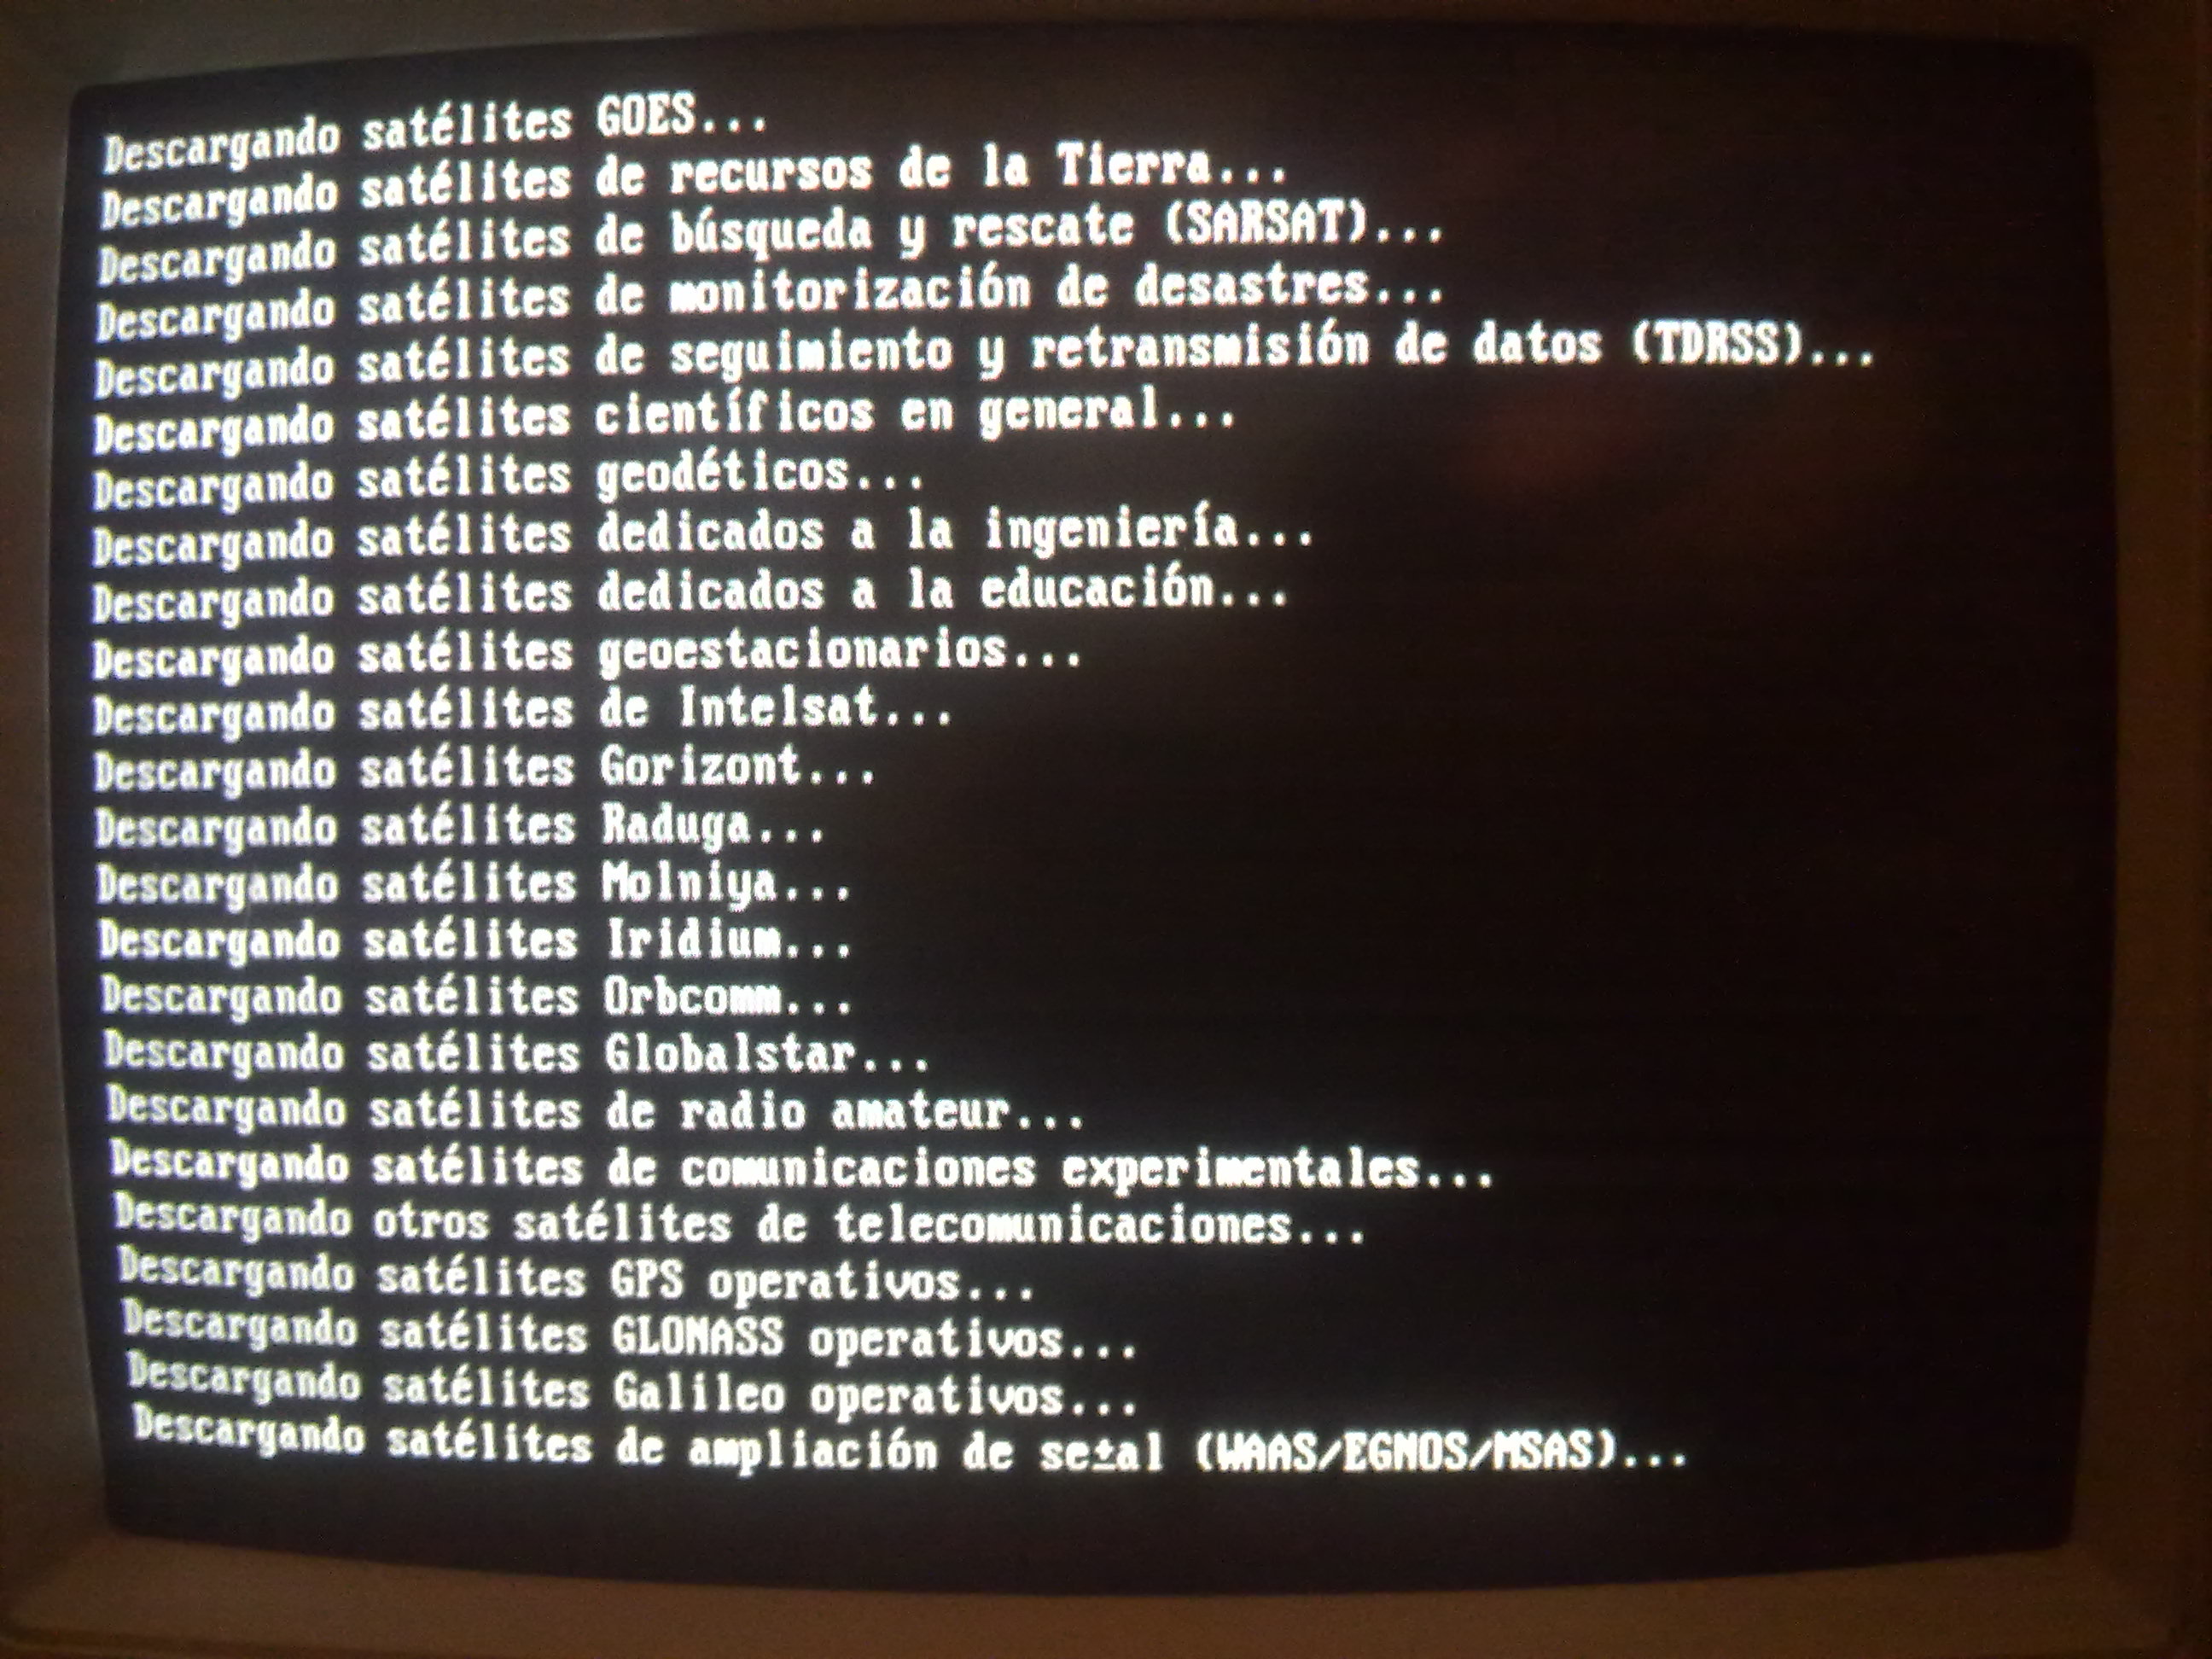 Descargando satélites GOES...
Descargando satélites de recursos de la Tierra...
Descargando satélites de búsqueda y rescate (SARSAT)...
Descargando satélites de monitorización de desastres...
Descargando satélites de seguimiento y retransmisión de datos (TDRSS)...
Descargando satélites científicos en general...
Descargando satélites geodéticos...
Descargando satélites dedicados a la ingeniería...
Descargando satélites dedicados a la educación...
Descargando satélites geoestacionarios...
Descargando satélites de Intelsat...
Descargando satélites Gorizont...
Descargando satélites Raduga...
Descargando satélites Molniya...
Descargando satélites Iridium...
Descargando satélites Orbcomm...
Descargando satélites Globalstar...
Descargando satélites de radio amateur...
Descargando satélites de comunicaciones experimentales...
Descargando otros satélites de telecomunicaciones...
Descargando satélites GPS operativos...
Descargando satélites GLONASS operativos...
Descargando satélites Galileo operativos...
Descargando satélites de ampliación de se±al (WAAS/EGNOS/MSAS)...